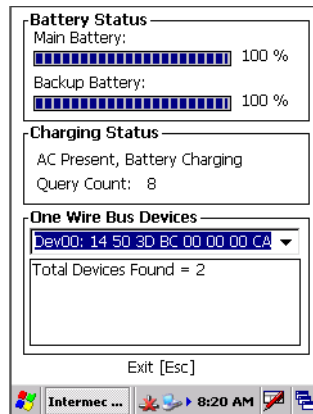 Battery Status
Main Battery:
100 %
Backup Battery:
100 %
Charging Status
AC Present, Battery Charging
Query Count: 8
One Wire Bus Devices
Dev00: 14 50 3D BC 00 00 00 CA
Total Devices Found = 2
Exit [Esc]
Intermec ...
8:20 AM